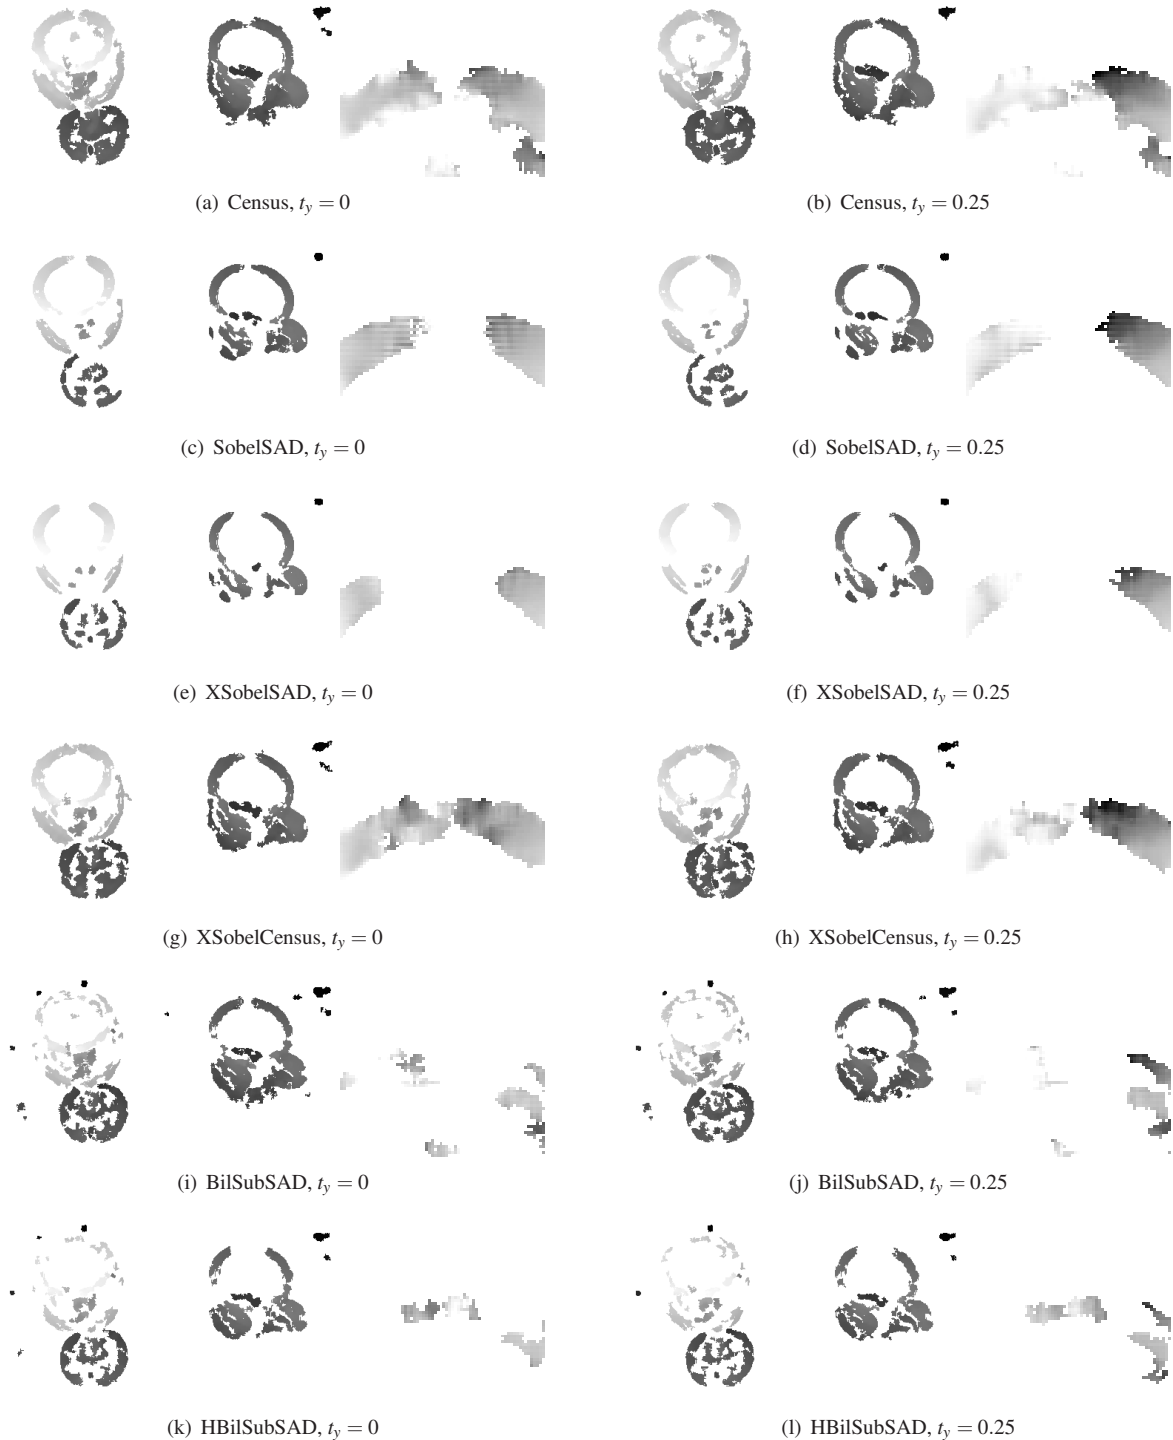 (a) Census, t_y = 0
(b) Census, t_y = 0.25
(c) SobelSAD, t_y = 0
(d) SobelSAD, t_y = 0.25
(e) XSobelSAD, t_y = 0
(f) XSobelSAD, t_y = 0.25
(g) XSobelCensus, t_y = 0
(h) XSobelCensus, t_y = 0.25
(i) BilSubSAD, t_y = 0
(j) BilSubSAD, t_y = 0.25
(k) HBilSubSAD, t_y = 0
(l) HBilSubSAD, t_y = 0.25